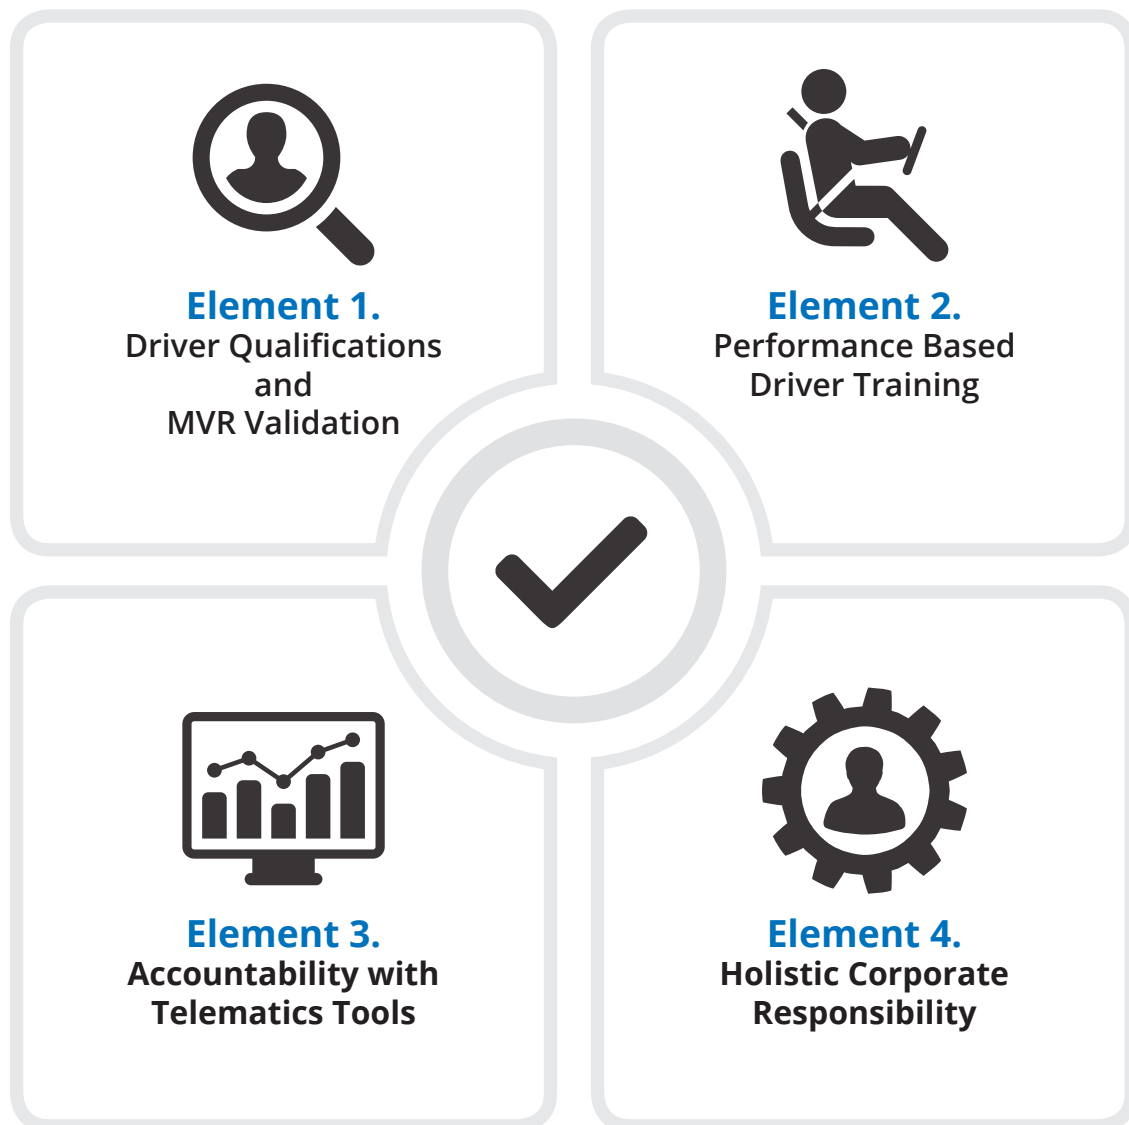 Element 1.
Driver Qualifications
and
MVR Validation
Element 2.
Performance Based
Driver Training
Element 3.
Accountability with
Telematics Tools
Element 4.
Holistic Corporate
Responsibility